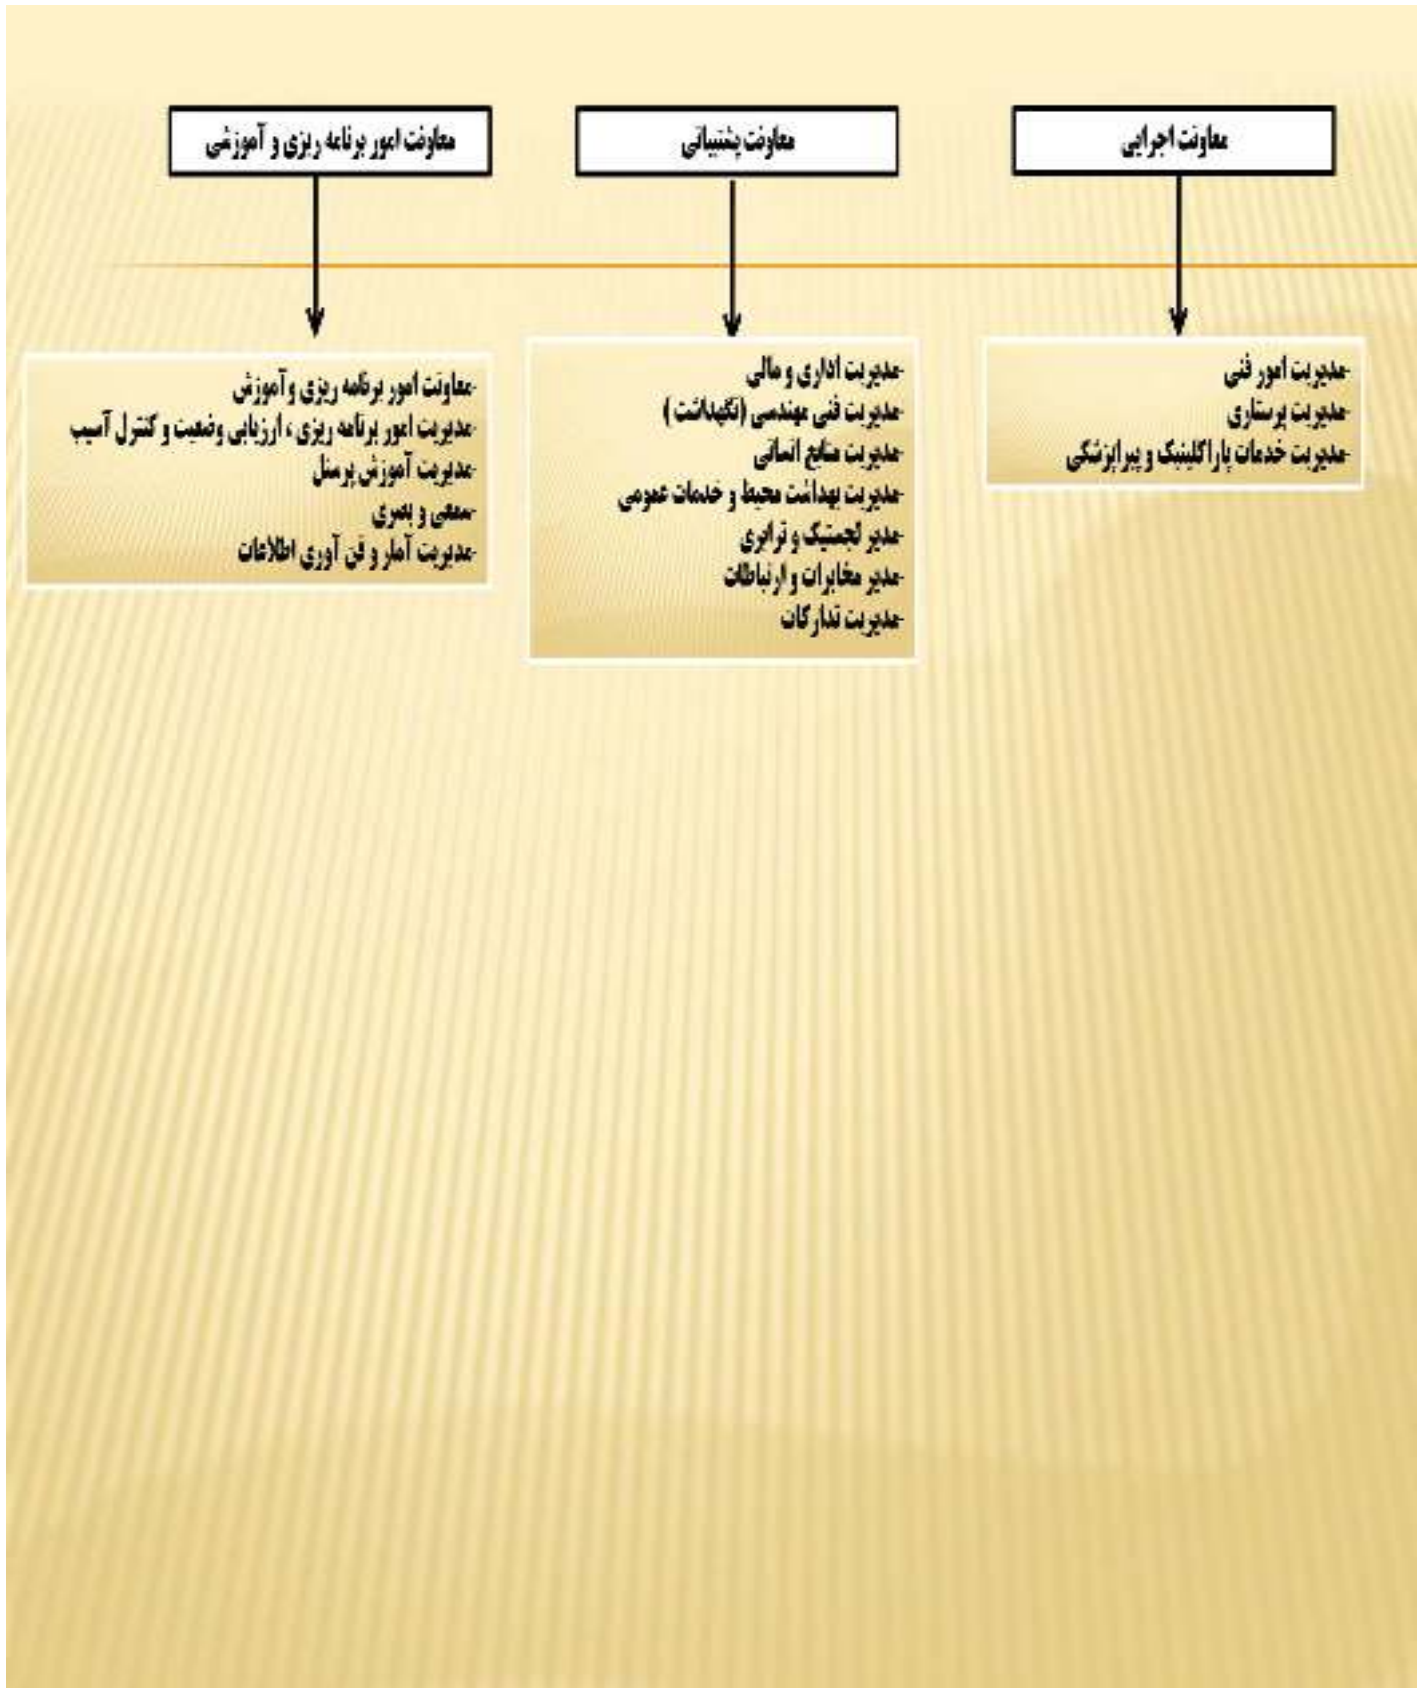 معاونت اجرایی
-مدیریت امور فنی
-مدیریت پرستاری
-مدیریت خدمات پاراکلینیک و پیراپزشکی
معاونت پشتیبانی
-مدیریت اداری و مالی
-مدیریت فنی مهندسی (نگهداشت )
-مدیریت منابع انسانی
-مدیریت بهداشت محیط و خدمات عمومی
-مدیر لجستیک و ترابری
-مدیر مخابرات و ارتباطات
-مدیریت تدارکات
معاونت امور برنامه ریزی و آموزشی
-معاونت امور برنامه ریزی و آموزش
-مدیریت امور برنامه ریزی ، ارزیابی وضعیت و کنترل آسیب
-مدیریت آموزش پرسنل
-سمعی و بصری
-مدیریت آمار و فن آوری اطلاعات